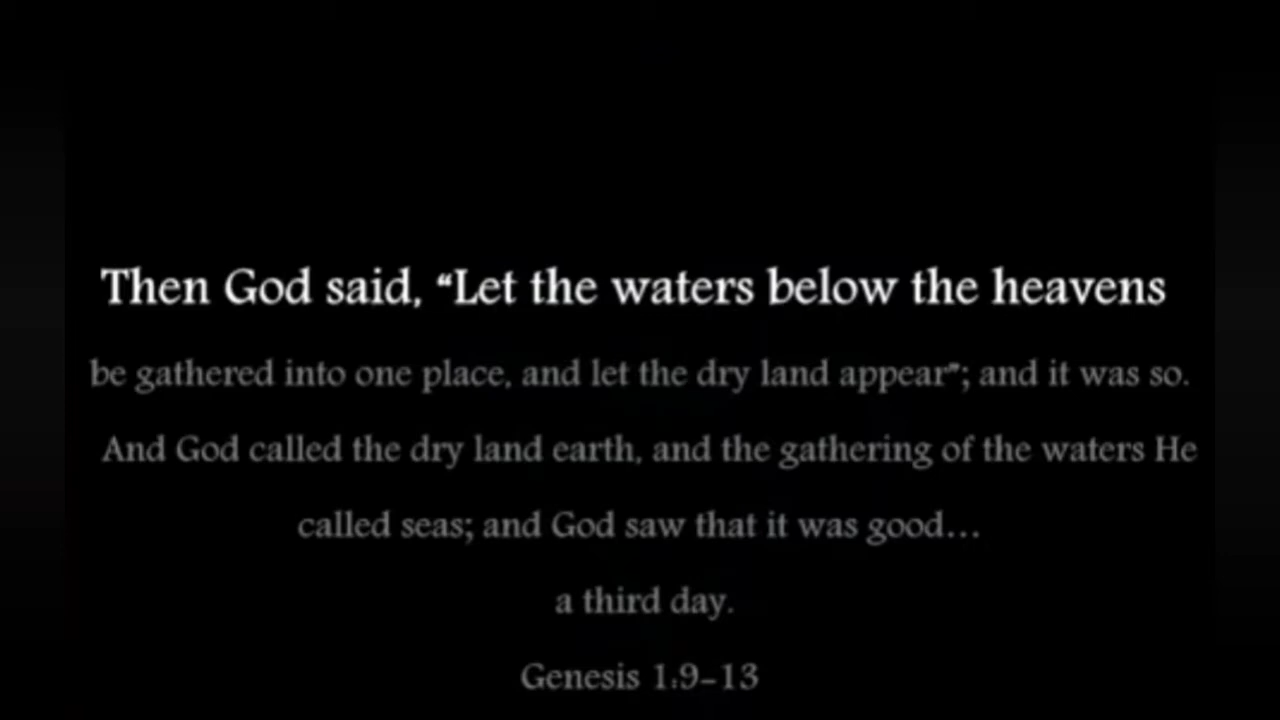 Then God said, “Let the waters below the heavens
be gathered into one place, and let the dry land appear”; and it was so.
And God called the dry land earth, and the gathering of the waters He
called seas; and God saw that it was good…
a third day.
Genesis 1:9-13